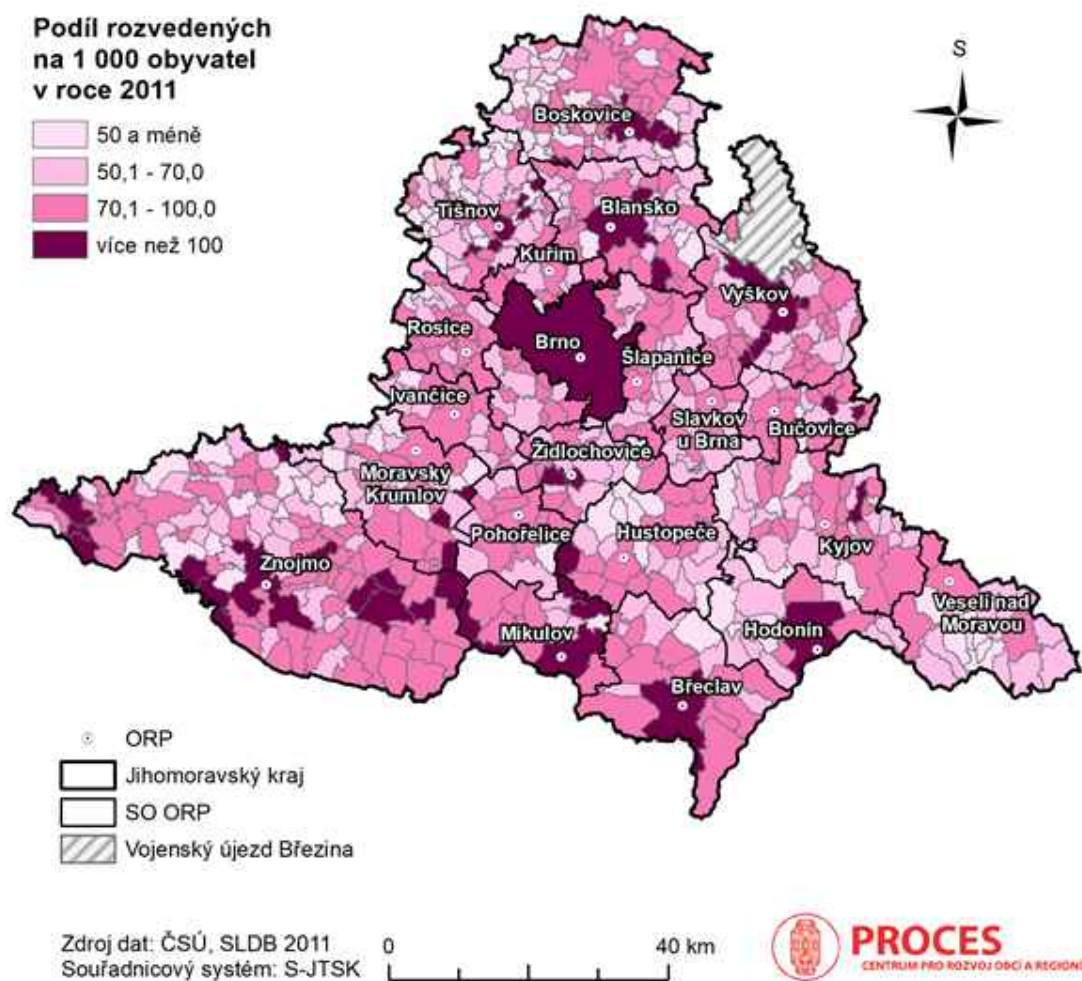 Podíl rozvedených
na 1 000 obyvatel
v roce 2011
50 a méně
50,1 - 70,0
70,1 - 100,0
více než 100
S
Boskovice
Tišnov
Blansko
Kuřim
Vyškov
Rosice
Brno
Šlapanice
Ivančice
Slavkov
u Brna
Bučovice
Židlochovice
Moravský
Krumlov
Pohořelice
Hustopeče
Kyjov
Znojmo
Veselí nad
Moravou
Hodonín
Mikulov
Břeclav
ORP
Jihomoravský kraj
SO ORP
Vojenský újezd Březina
Zdroj dat: ČSÚ, SLDB 2011
Souřadnicový systém: S-JTSK
0
40 km
PROCES
CENTRUM PRO ROZVOJ OBCÍ A REGIONŮ